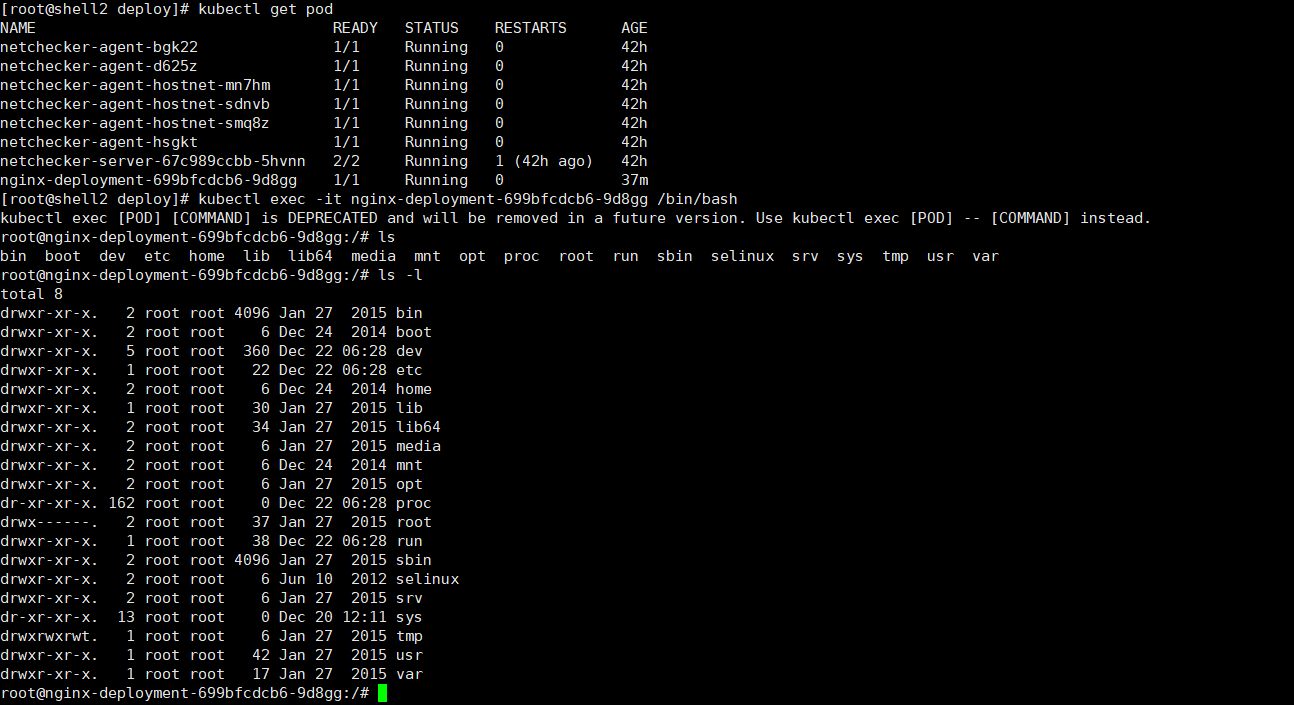 [root@shell2 deploy]# kubectl get pod
NAME                                READY   STATUS    RESTARTS      AGE
netchecker-agent-bgk22              1/1     Running   0             42h
netchecker-agent-d625z              1/1     Running   0             42h
netchecker-agent-hostnet-mn7hm      1/1     Running   0             42h
netchecker-agent-hostnet-sdnvb      1/1     Running   0             42h
netchecker-agent-hostnet-smq8z      1/1     Running   0             42h
netchecker-agent-hsgkt              1/1     Running   0             42h
netchecker-server-67c989ccbb-5hvnn   2/2     Running   1 (42h ago)   42h
nginx-deployment-699bfcdcb6-9d8gg   1/1     Running   0             37m
[root@shell2 deploy]# kubectl exec -it nginx-deployment-699bfcdcb6-9d8gg /bin/bash
kubectl exec [POD] [COMMAND] is DEPRECATED and will be removed in a future version. Use kubectl exec [POD] -- [COMMAND] instead.
root@nginx-deployment-699bfcdcb6-9d8gg:/# ls
bin  boot  dev  etc  home  lib  lib64  media  mnt  opt  proc  root  run  sbin  selinux  srv  sys  tmp  usr  var
root@nginx-deployment-699bfcdcb6-9d8gg:/# ls -l
total 8
drwxr-xr-x.   2 root root 4096 Jan 27  2015 bin
drwxr-xr-x.   2 root root    6 Dec 24  2014 boot
drwxr-xr-x.   5 root root  360 Dec 22 06:28 dev
drwxr-xr-x.   1 root root   22 Dec 22 06:28 etc
drwxr-xr-x.   2 root root    6 Dec 24  2014 home
drwxr-xr-x.   1 root root   30 Jan 27  2015 lib
drwxr-xr-x.   2 root root   34 Jan 27  2015 lib64
drwxr-xr-x.   2 root root    6 Jan 27  2015 media
drwxr-xr-x.   2 root root    6 Dec 24  2014 mnt
drwxr-xr-x.   2 root root    6 Jan 27  2015 opt
dr-xr-xr-x. 162 root root    0 Dec 22 06:28 proc
drwx------.   2 root root   37 Jan 27  2015 root
drwxr-xr-x.   1 root root   38 Dec 22 06:28 run
drwxr-xr-x.   2 root root 4096 Jan 27  2015 sbin
drwxr-xr-x.   2 root root    6 Jun 10  2012 selinux
drwxr-xr-x.   2 root root    6 Jan 27  2015 srv
dr-xr-xr-x.  13 root root    0 Dec 20 12:11 sys
drwxrwxrwt.   1 root root    6 Jan 27  2015 tmp
drwxr-xr-x.   1 root root   42 Jan 27  2015 usr
drwxr-xr-x.   1 root root   17 Jan 27  2015 var
root@nginx-deployment-699bfcdcb6-9d8gg:/#